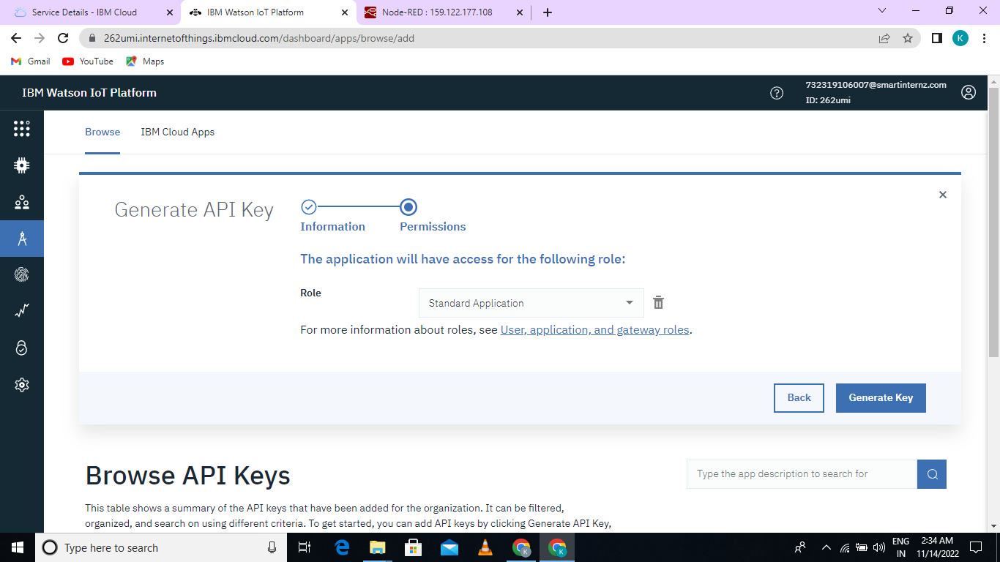 Service Details - IBM Cloud
IBM Watson IoT Platform
Node-RED : 159.122.177.108
262umi.internetofthings.ibmcloud.com/dashboard/apps/browse/add
K
Gmail
YouTube
Maps
IBM Watson IoT Platform
732319106007@smartinternz.com
ID: 262umi
Browse
IBM Cloud Apps
Generate API Key
Information
Permissions
The application will have access for the following role:
Role
Standard Application
For more information about roles, see User, application, and gateway roles.
Back
Generate Key
Browse API Keys
Type the app description to search for
This table shows a summary of the API keys that have been added for the organization. It can be filtered,
organized, and search on using different criteria. To get started, you can add API keys by clicking Generate API Key,
Type here to search
K
K
ENG
IN
2:34 AM
11/14/2022